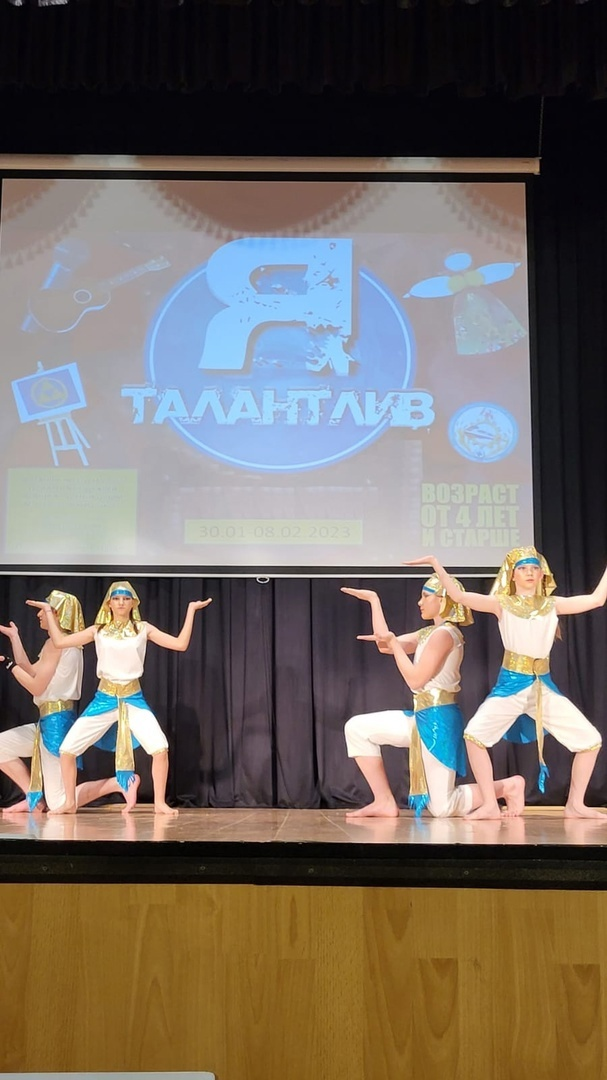 Я
ТАЛАНТЛИВ
ВОЗРАСТ
ОТ 4 ЛЕТ
И СТАРШЕ
30.01-08.02.2023